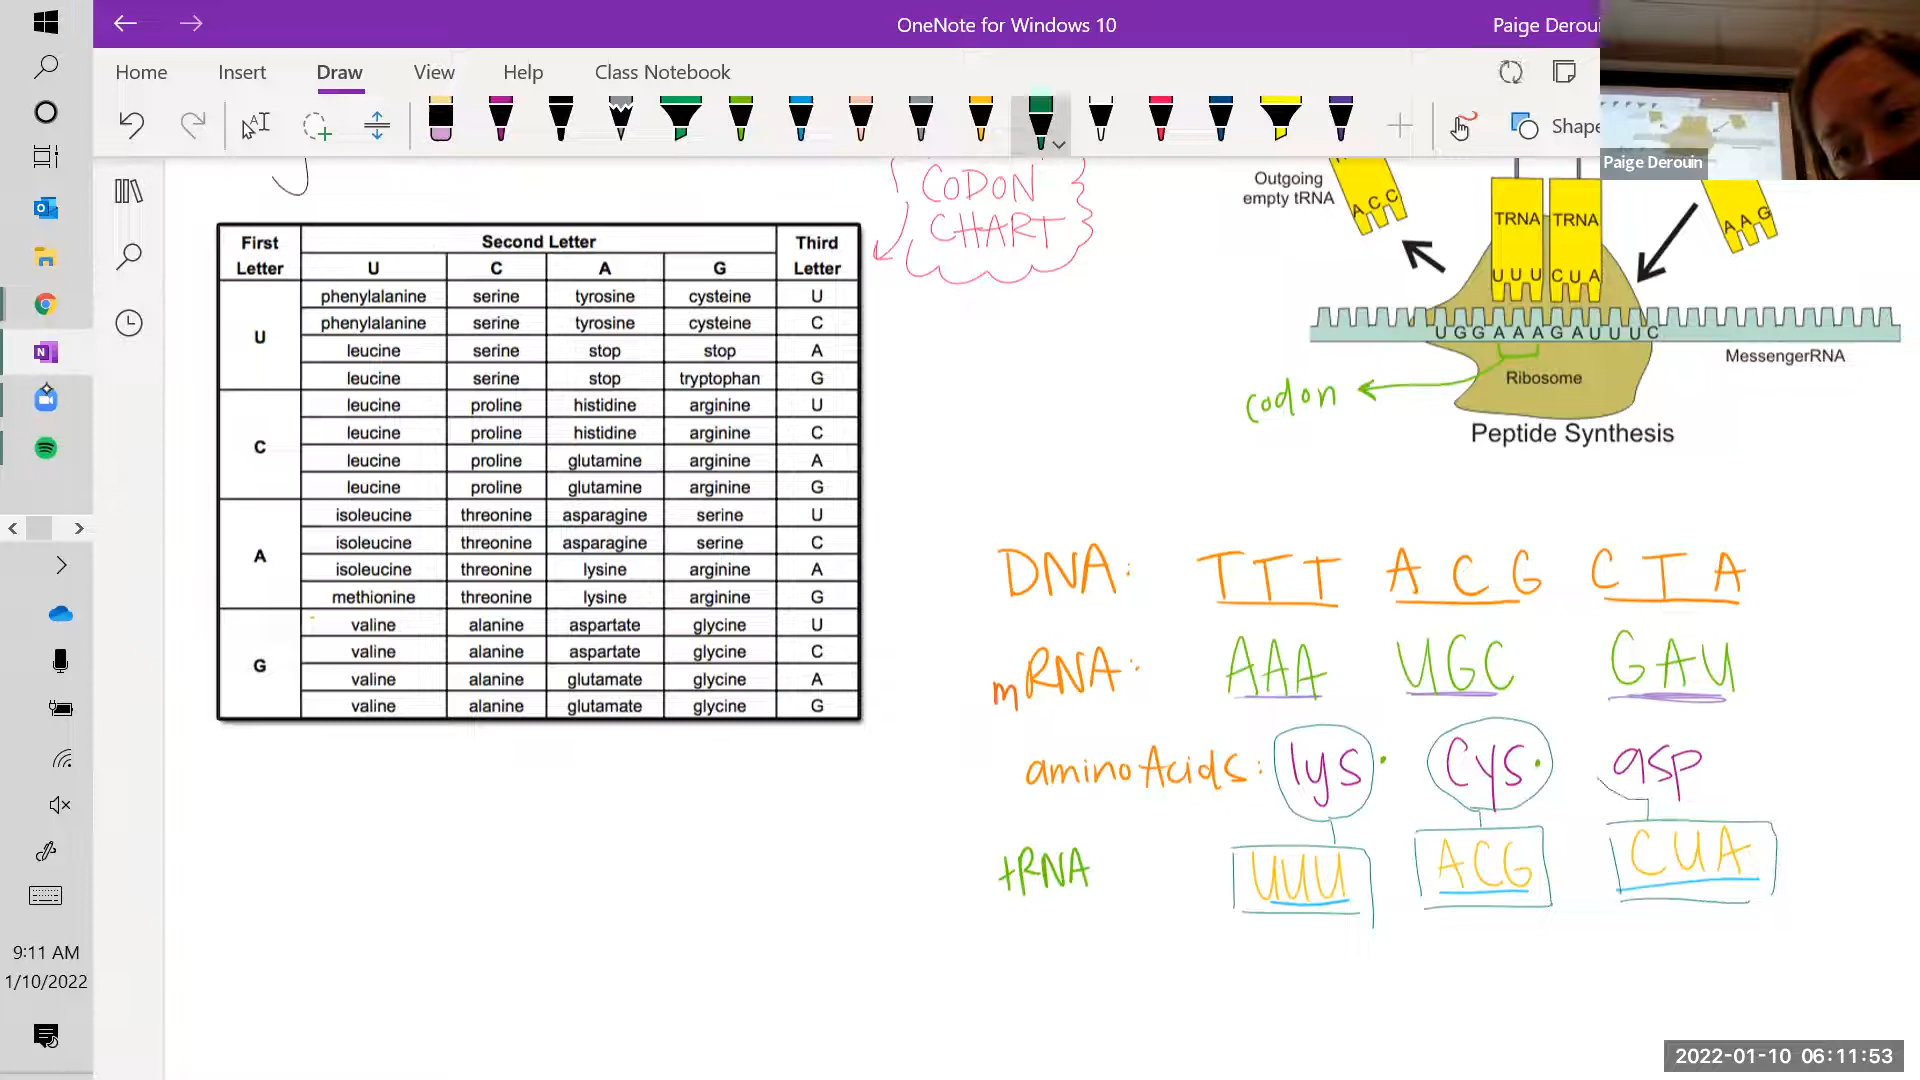 OneNote for Windows 10
Paige Derou
Home Insert Draw View Help Class Notebook
Shape
Paige Derouin
CODON
CHART
First Letter Second Letter Third Letter
U C A G
U phenylalanine serine tyrosine cysteine U
phenylalanine serine tyrosine cysteine C
leucine serine stop stop A
leucine serine stop tryptophan G
C leucine proline histidine arginine U
leucine proline histidine arginine C
leucine proline glutamine arginine A
leucine proline glutamine arginine G
A isoleucine threonine asparagine serine U
isoleucine threonine asparagine serine C
isoleucine threonine lysine arginine A
methionine threonine lysine arginine G
G valine alanine aspartate glycine U
valine alanine aspartate glycine C
valine alanine glutamate glycine A
valine alanine glutamate glycine G
Outgoing
empty tRNA
ACC
TRNA TRNA
AAG
UUU CUA
UGGAAAGAUUUC
MessengerRNA
Ribosome
codon
Peptide Synthesis
DNA: TTT ACG CTA
mRNA: AAA UGC GAU
amino Acids: lys cys asp
tRNA UUU ACG CUA
9:11 AM
1/10/2022
2022-01-10 06:11:53